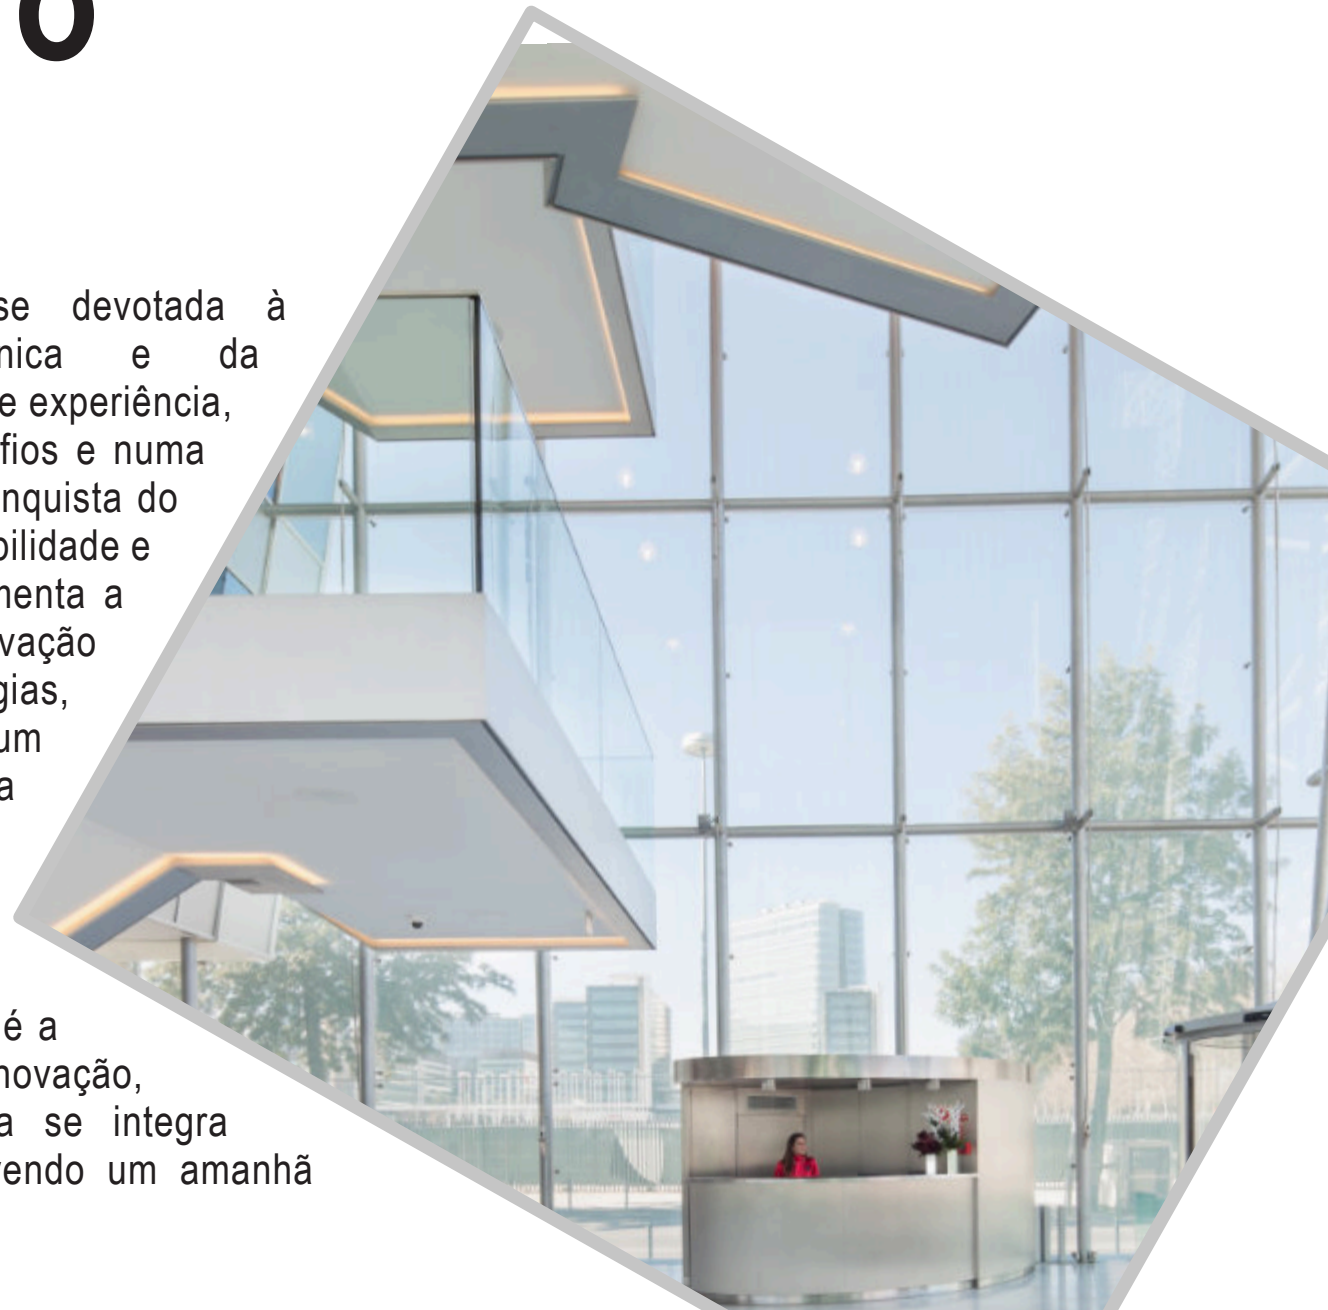 o
se devotada à
nica e da
e experiência,
fios e numa
nquista do
bilidade e
menta a
vação
gias,
um
a
é a
novação,
a se integra
vendo um amanhã